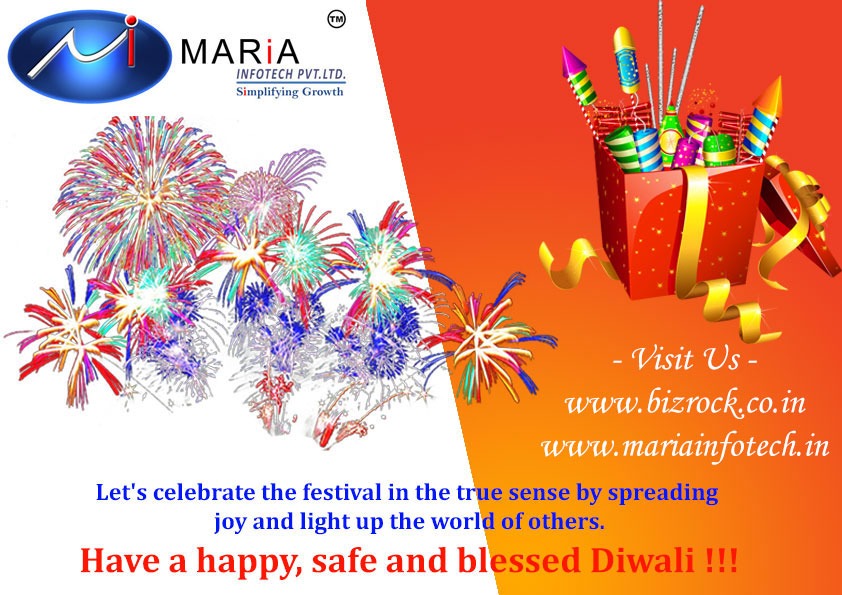 MARiA
TM
INFOTECH PVT.LTD.
Simplifying Growth
- Visit Us -
www.bizrock.co.in
www.mariainfotech.in
Let's celebrate the festival in the true sense by spreading
joy and light up the world of others.
Have a happy, safe and blessed Diwali !!!